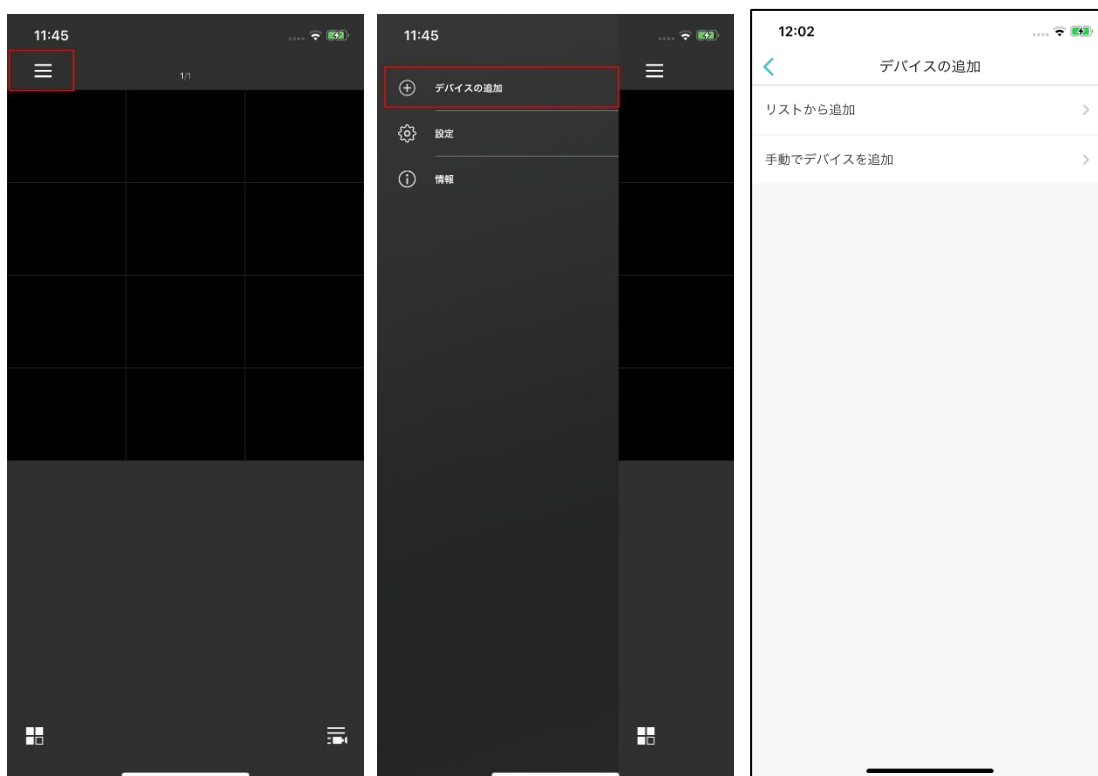 11:45
1/1
11:45
デバイスの追加
設定
情報
12:02
デバイスの追加
リストから追加
手動でデバイスを追加